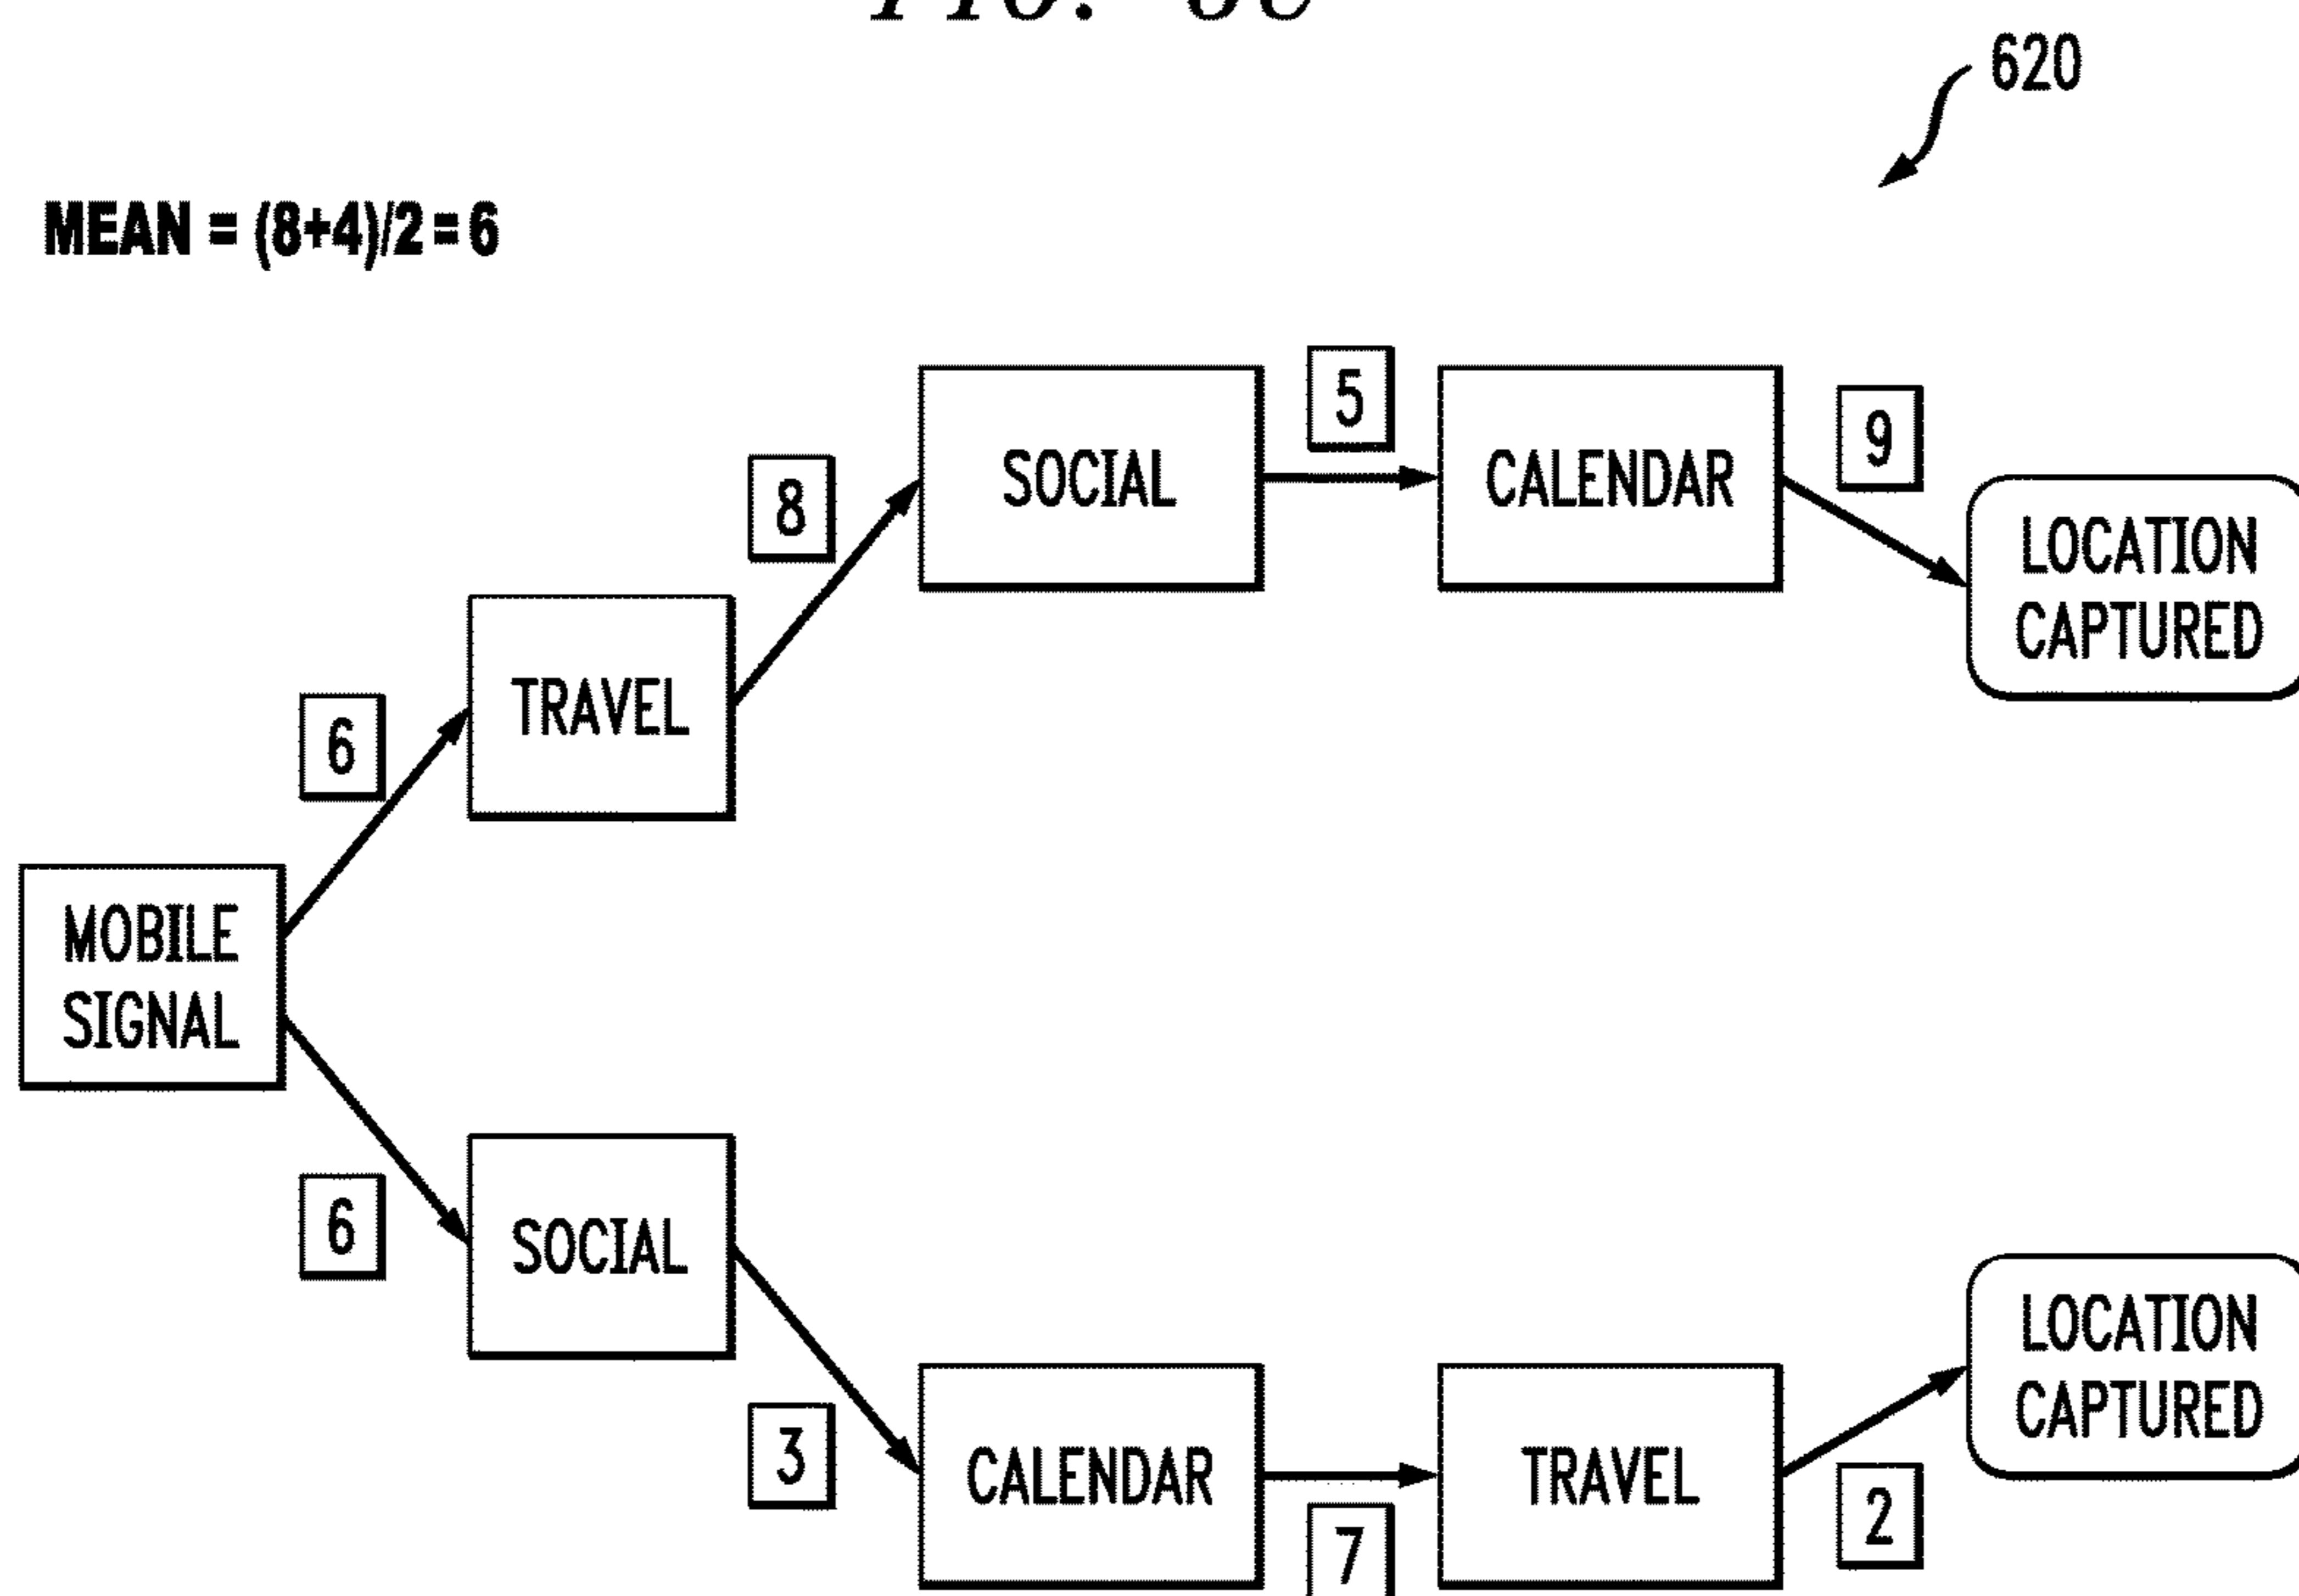 620
MEAN = (8+4)/2=6
5
9
8
SOCIAL
CALENDAR
LOCATION
CAPTURED
6
TRAVEL
MOBILE
SIGNAL
6
SOCIAL
LOCATION
CAPTURED
3
CALENDAR
TRAVEL
2
7